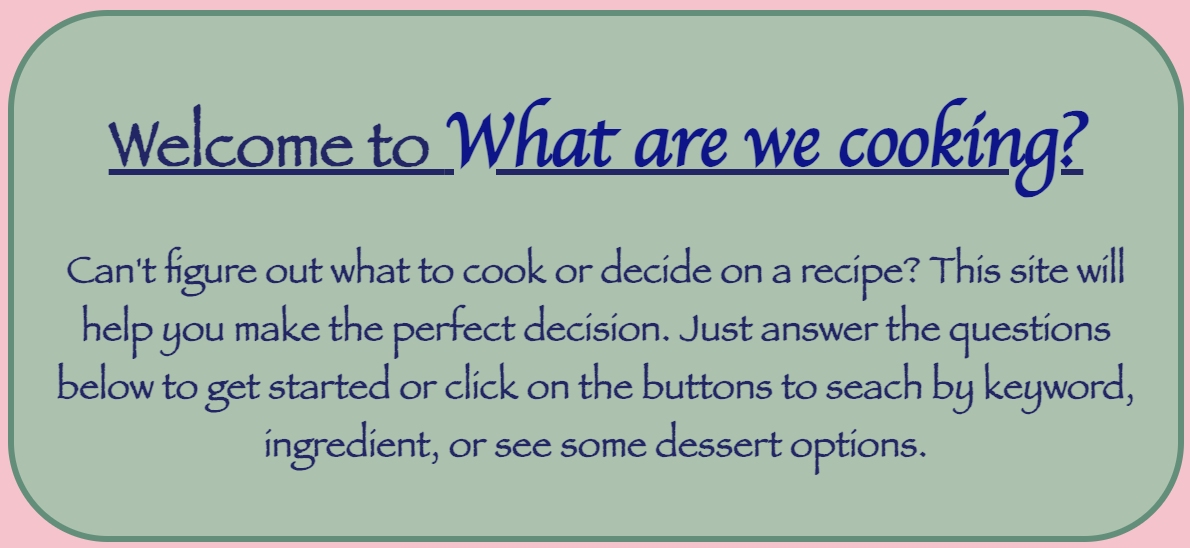 Welcome to What are we cooking?
Can't figure out what to cook or decide on a recipe? This site will
help you make the perfect decision. Just answer the questions
below to get started or click on the buttons to seach by keyword,
ingredient, or see some dessert options.